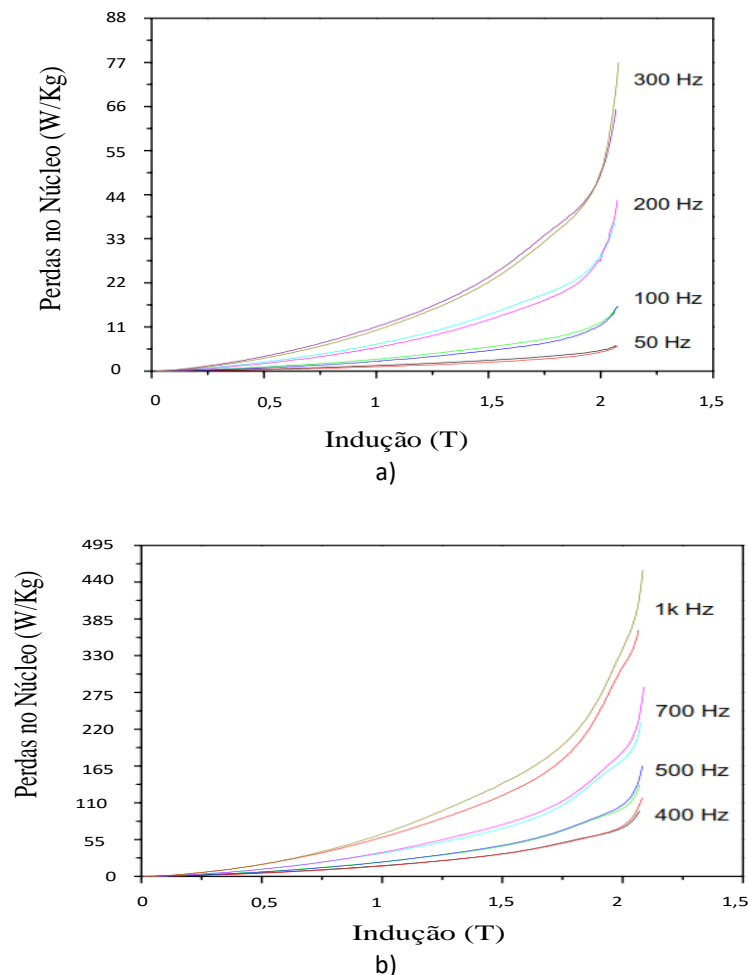 88
77
66
55
44
33
22
11
0
Perdas no Núcleo (W/Kg)
300 Hz
200 Hz
100 Hz
50 Hz
0 0,5 1 1,5 2 1,5
Indução (T)
a)
495
440
385
330
275
220
165
110
55
0
Perdas no Núcleo (W/Kg)
1k Hz
700 Hz
500 Hz
400 Hz
0 0,5 1 1,5 2 1,5
Indução (T)
b)